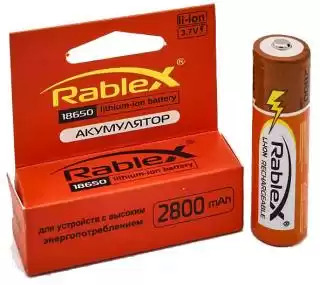 li-ion
3.7V
Rablex
18650 lithium-ion battery
АКУМУЛЯТОР
Rablex
18650 lithium-ion battery
для устройств с высоким
энергопотреблением
2800 mAh
Rablex
LI-ION RECHARGEABLE